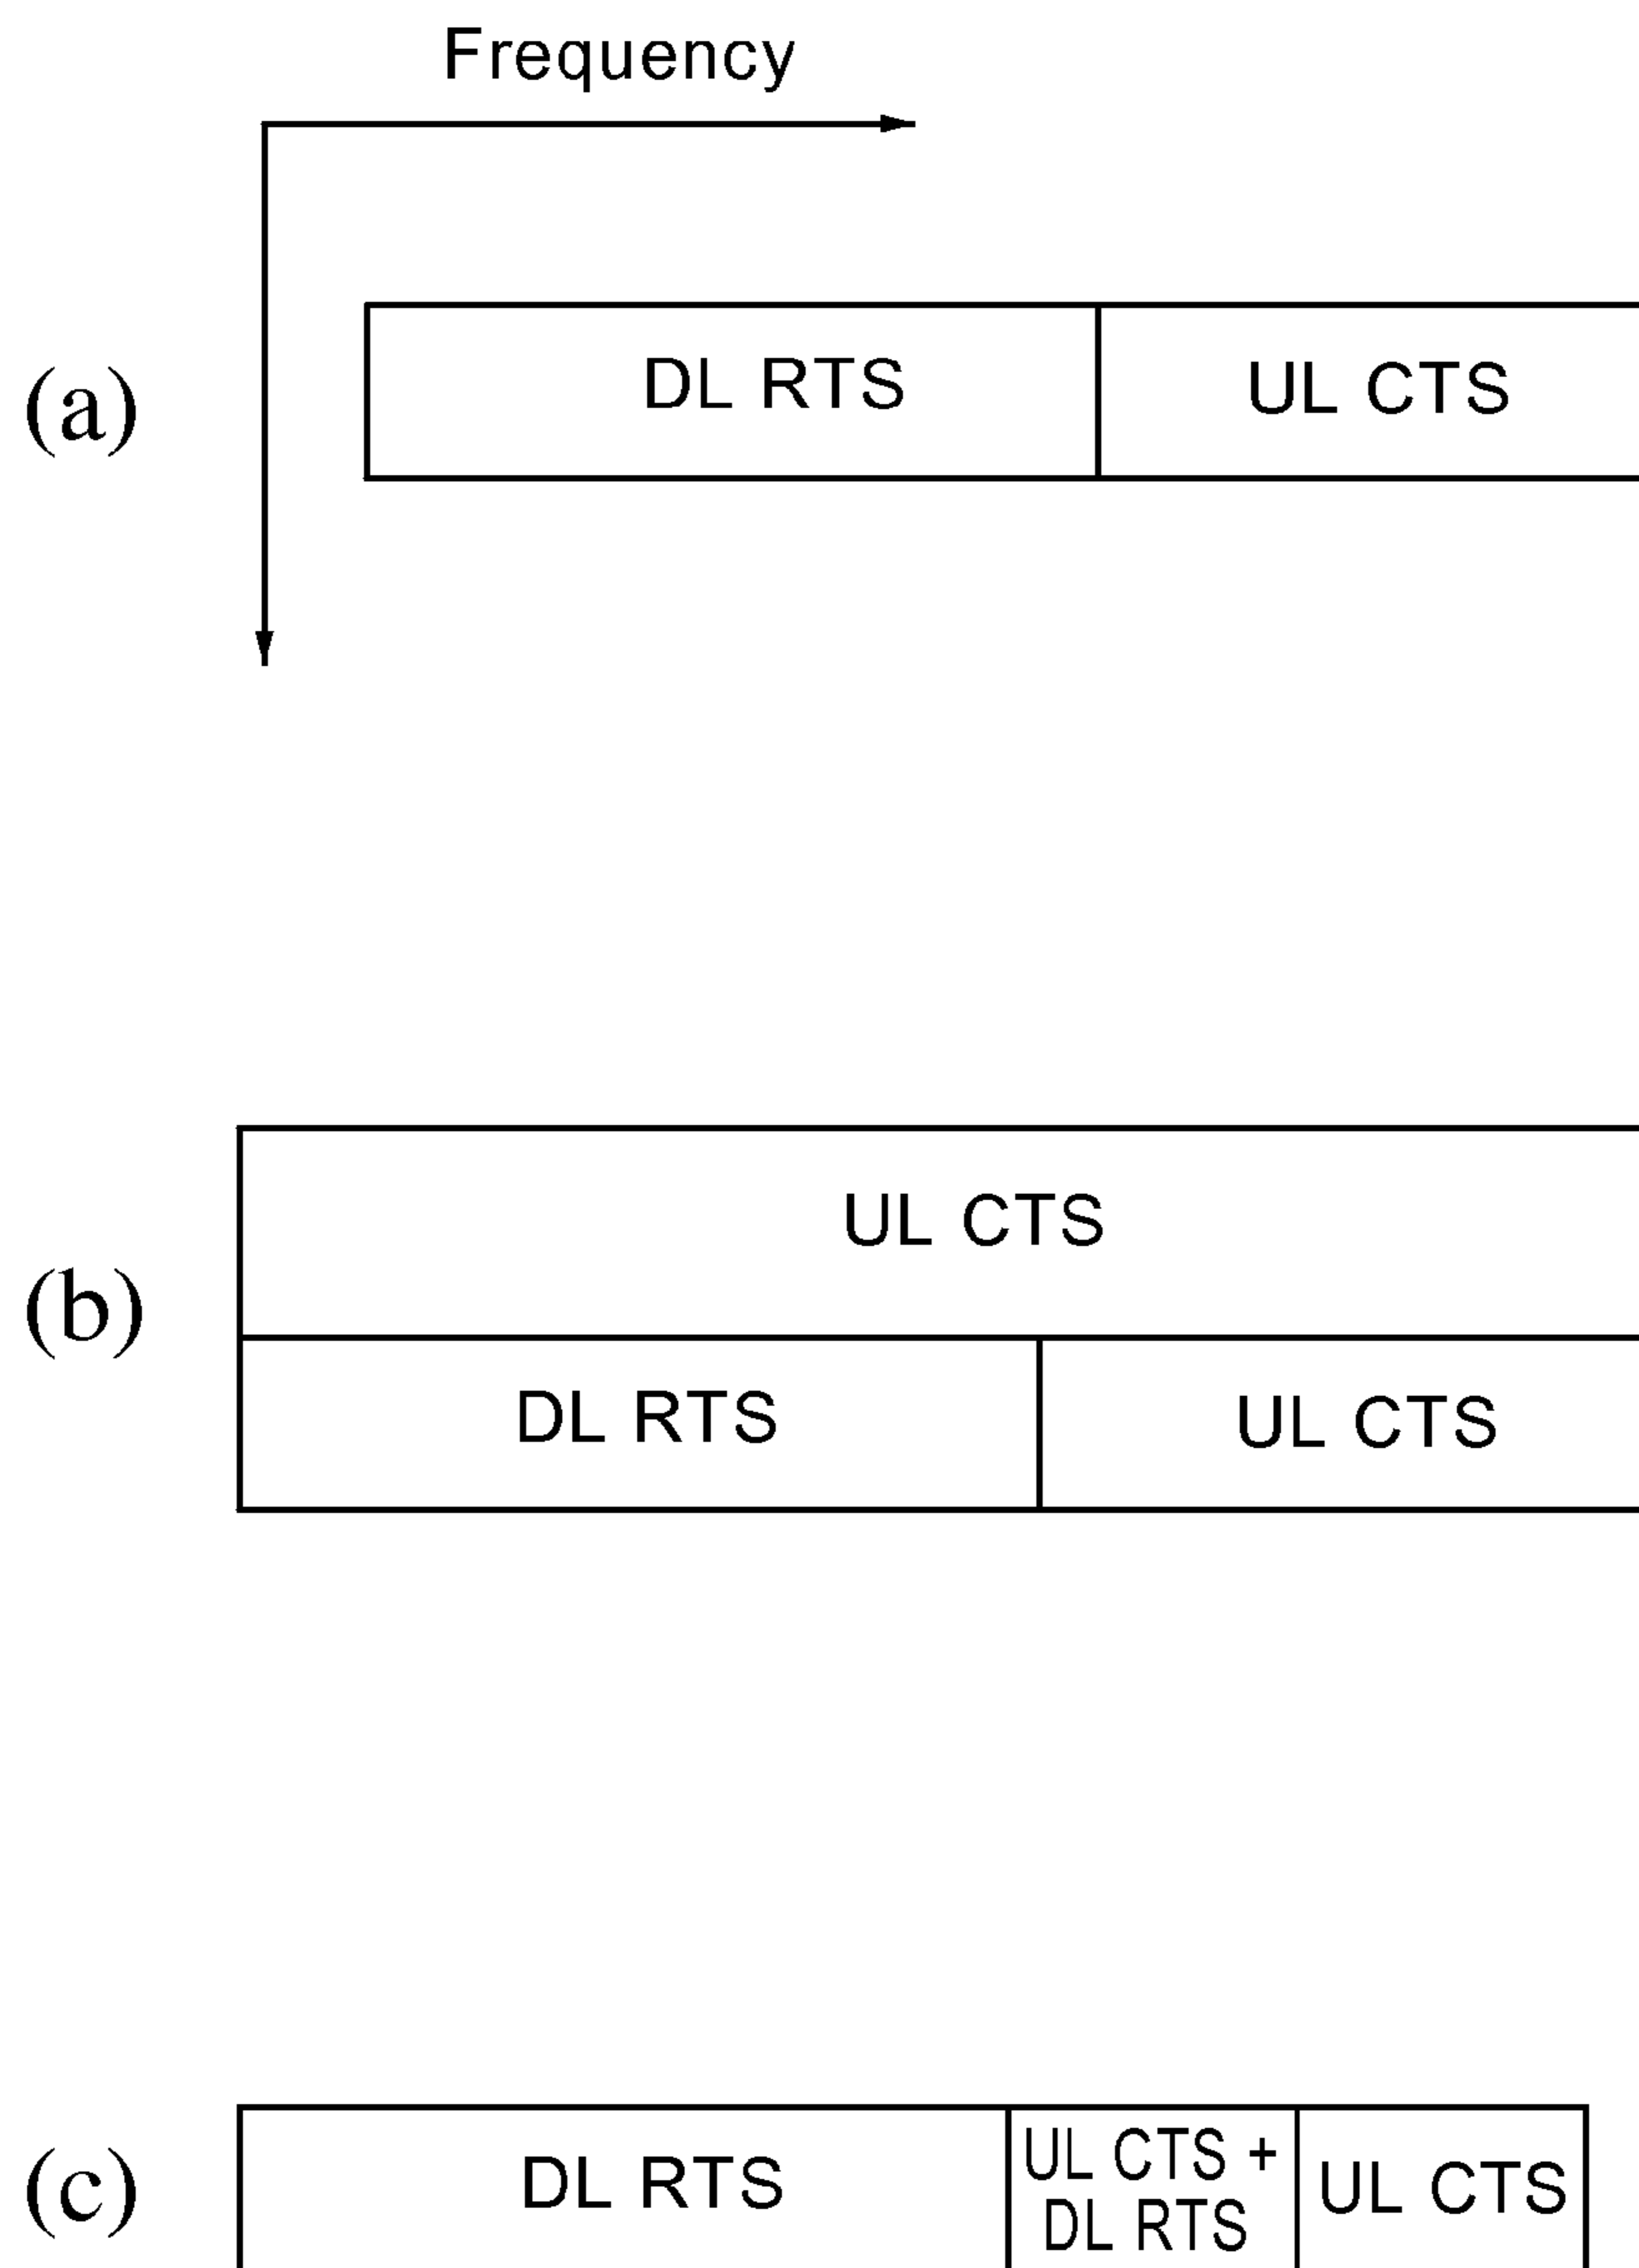 Frequency
(a)
DL RTS
UL CTS
UL CTS
(b)
DL RTS
UL CTS
(c)
DL RTS
UL CTS +
DL RTS
UL CTS